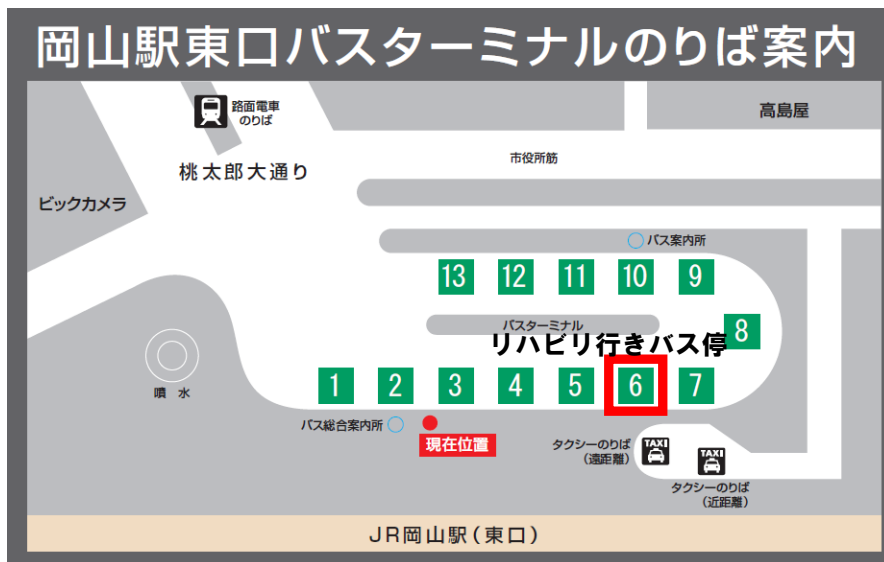 岡山駅東口バスターミナルのりば案内
路面電車
のりば
高島屋
市役所筋
桃太郎大通り
ビックカメラ
バス案内所
13 12 11 10 9
バスターミナル
8
リハビリ行きバス停
1 2 3 4 5 6 7
噴 水
バス総合案内所
現在位置
タクシーのりば
(遠距離)
TAXI
TAXI
タクシーのりば
(近距離)
JR岡山駅(東口)